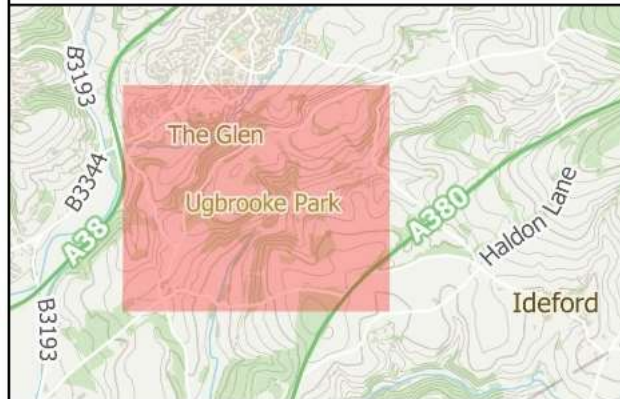 B3193
The Glen
B3344
Ugbrooke Park
A38
A380
Haldon Lane
B3193
Ideford